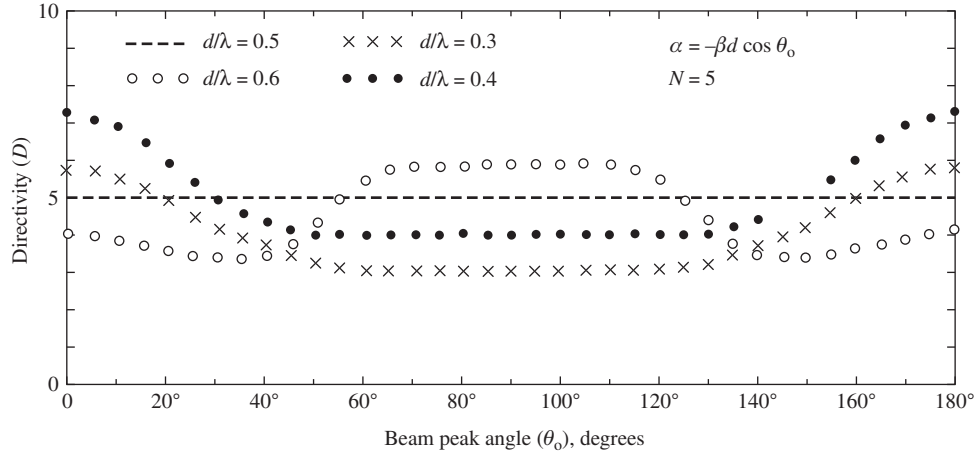 10
d/λ = 0.5
d/λ = 0.3
α = –βd cos θo
d/λ = 0.6
d/λ = 0.4
N = 5
Directivity (D)
5
0
0
20°
40°
60°
80°
100°
120°
140°
160°
180°
Beam peak angle (θo), degrees